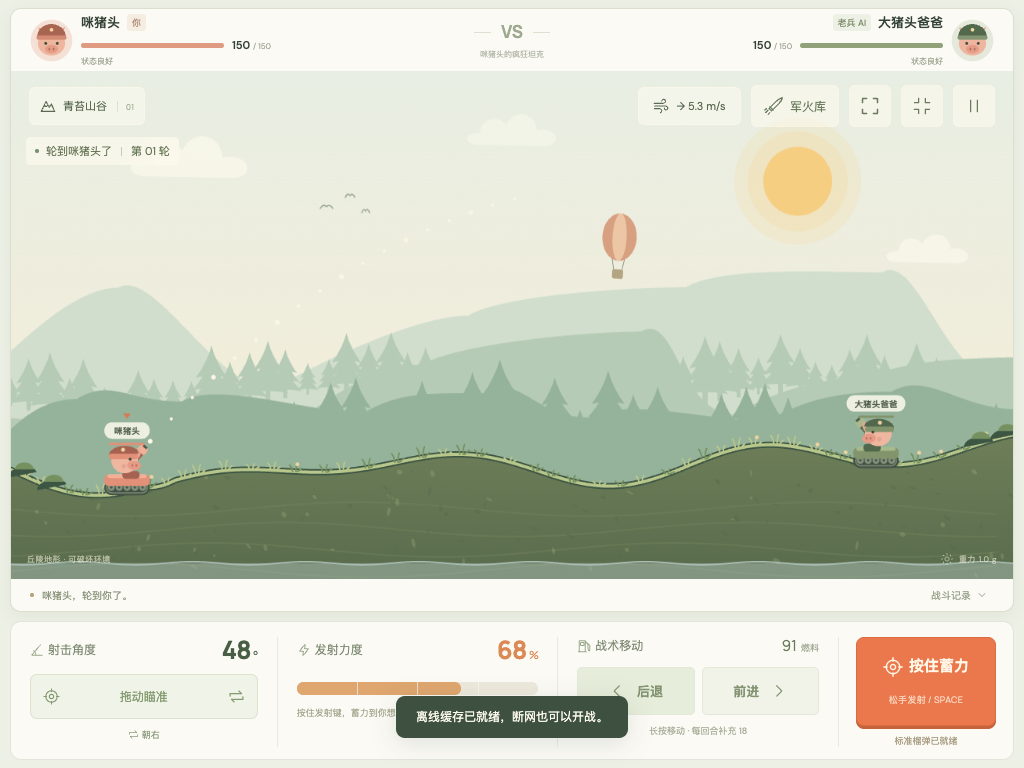 咪猪头 你
150 / 150
状态良好
VS
咪猪头的疯狂坦克
老兵 AI 大猪头爸爸
150 / 150
状态良好
青苔山谷 01
→ 5.3 m/s
军火库
轮到咪猪头了 第 01 轮
咪猪头
大猪头爸爸
丘陵地形 · 可破坏环境
重力 1.0 g
咪猪头，轮到你了。
战斗记录
射击角度 48°
拖动瞄准
朝右
发射力度 68%
按住发射键，蓄力到你想
战术移动 91 燃料
后退
前进
长按移动 · 每回合补充 18
按住蓄力
松手发射 / SPACE
标准榴弹已就绪
离线缓存已就绪，断网也可以开战。